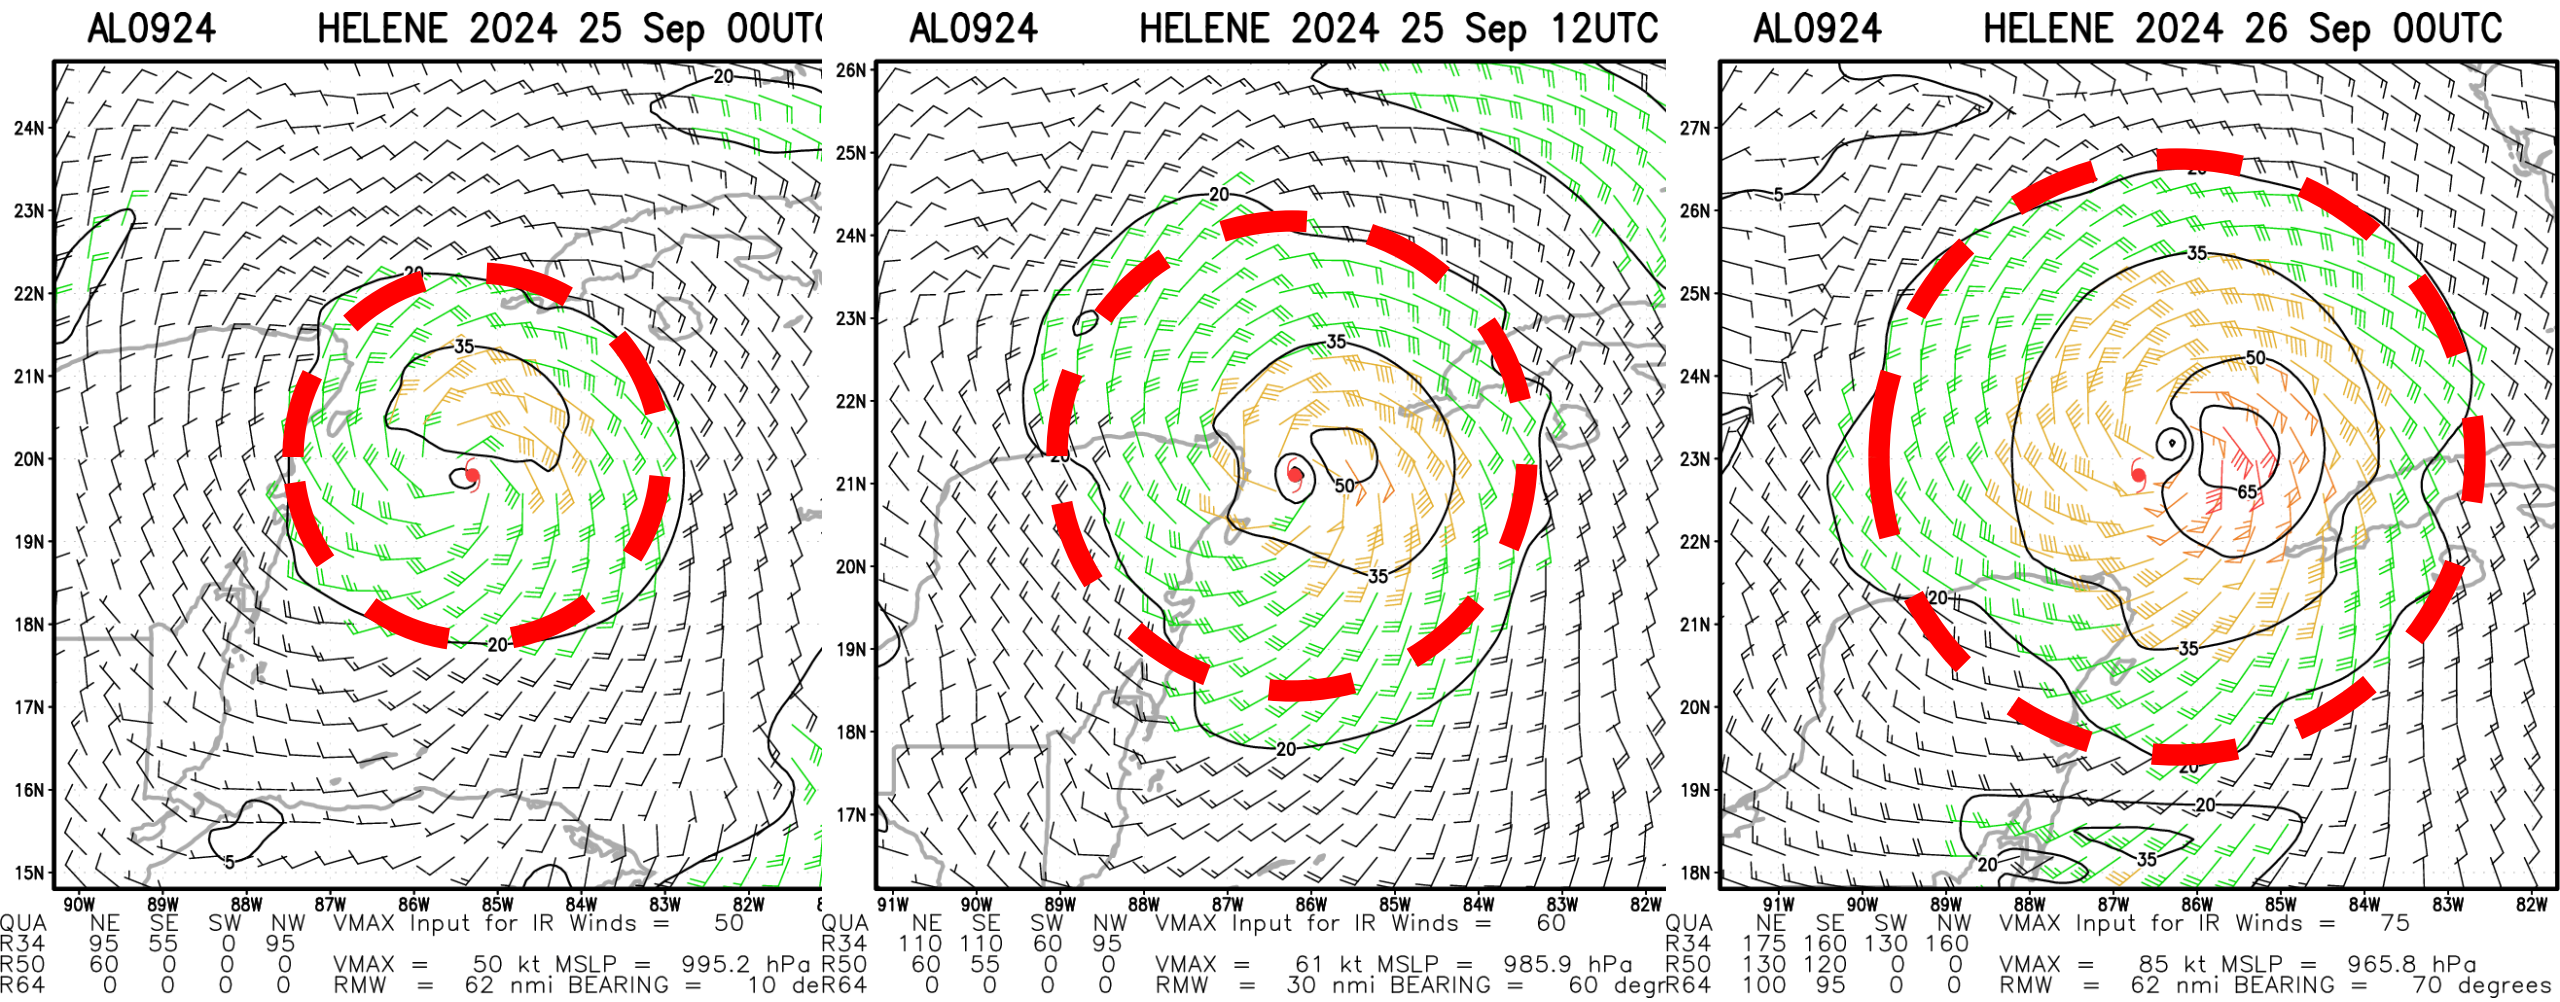 AL0924 HELENE 2024 25 Sep 00UTC
20
24N
23N
22N
21N
20N
19N
18N
17N
16N
15N
20
35
20
5
90W 89W 88W 87W 86W 85W 84W 83W 82W 8
QUA NE SE SW NW VMAX Input for IR Winds = 50
R34 95 55 0 95
R50 60 0 0 0 VMAX = 50 kt MSLP = 995.2 hPa
R64 0 0 0 0 RMW = 62 nmi BEARING = 10 de
AL0924 HELENE 2024 25 Sep 12UTC
26N
25N
24N
23N
22N
21N
20N
19N
18N
17N
20
35
20
50
35
20
91W 90W 89W 88W 87W 86W 85W 84W 83W 82W
QUA NE SE SW NW VMAX Input for IR Winds = 60
R34 110 110 60 95
R50 60 55 0 0 VMAX = 61 kt MSLP = 985.9 hPa
R64 0 0 0 0 RMW = 30 nmi BEARING = 60 degr
AL0924 HELENE 2024 26 Sep 00UTC
27N
26N
25N
24N
23N
22N
21N
20N
19N
18N
5
20
35
50
65
20
35
20
20
35
20
91W 90W 89W 88W 87W 86W 85W 84W 83W 82W
QUA NE SE SW NW VMAX Input for IR Winds = 75
R34 175 160 130 160
R50 130 120 0 0 VMAX = 85 kt MSLP = 965.8 hPa
R64 100 95 0 0 RMW = 62 nmi BEARING = 70 degrees